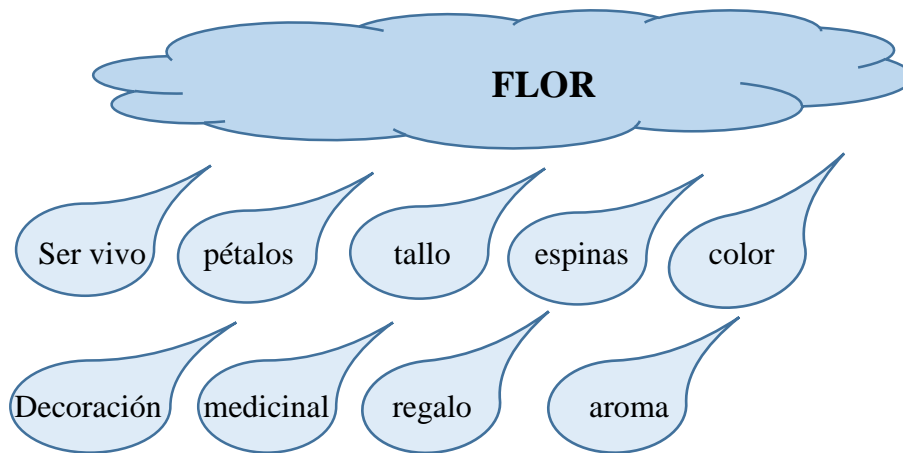 FLOR
Ser vivo pétalos tallo espinas color
Decoración medicinal regalo aroma